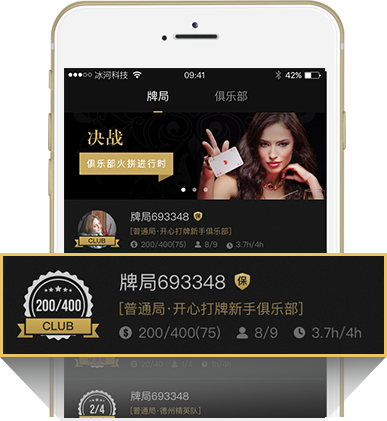 冰河科技 09:41 42%
牌局 俱乐部
决战
俱乐部火拼进行时
牌局693348 保
[普通局·开心打牌新手俱乐部]
CLUB
200/400(75) 8/9 3.7h/4h
牌局693348 保
200/400
[普通局·开心打牌新手俱乐部]
CLUB
200/400(75) 8/9 3.7h/4h
牌局693348
2/4
[普通局·德州精英队]